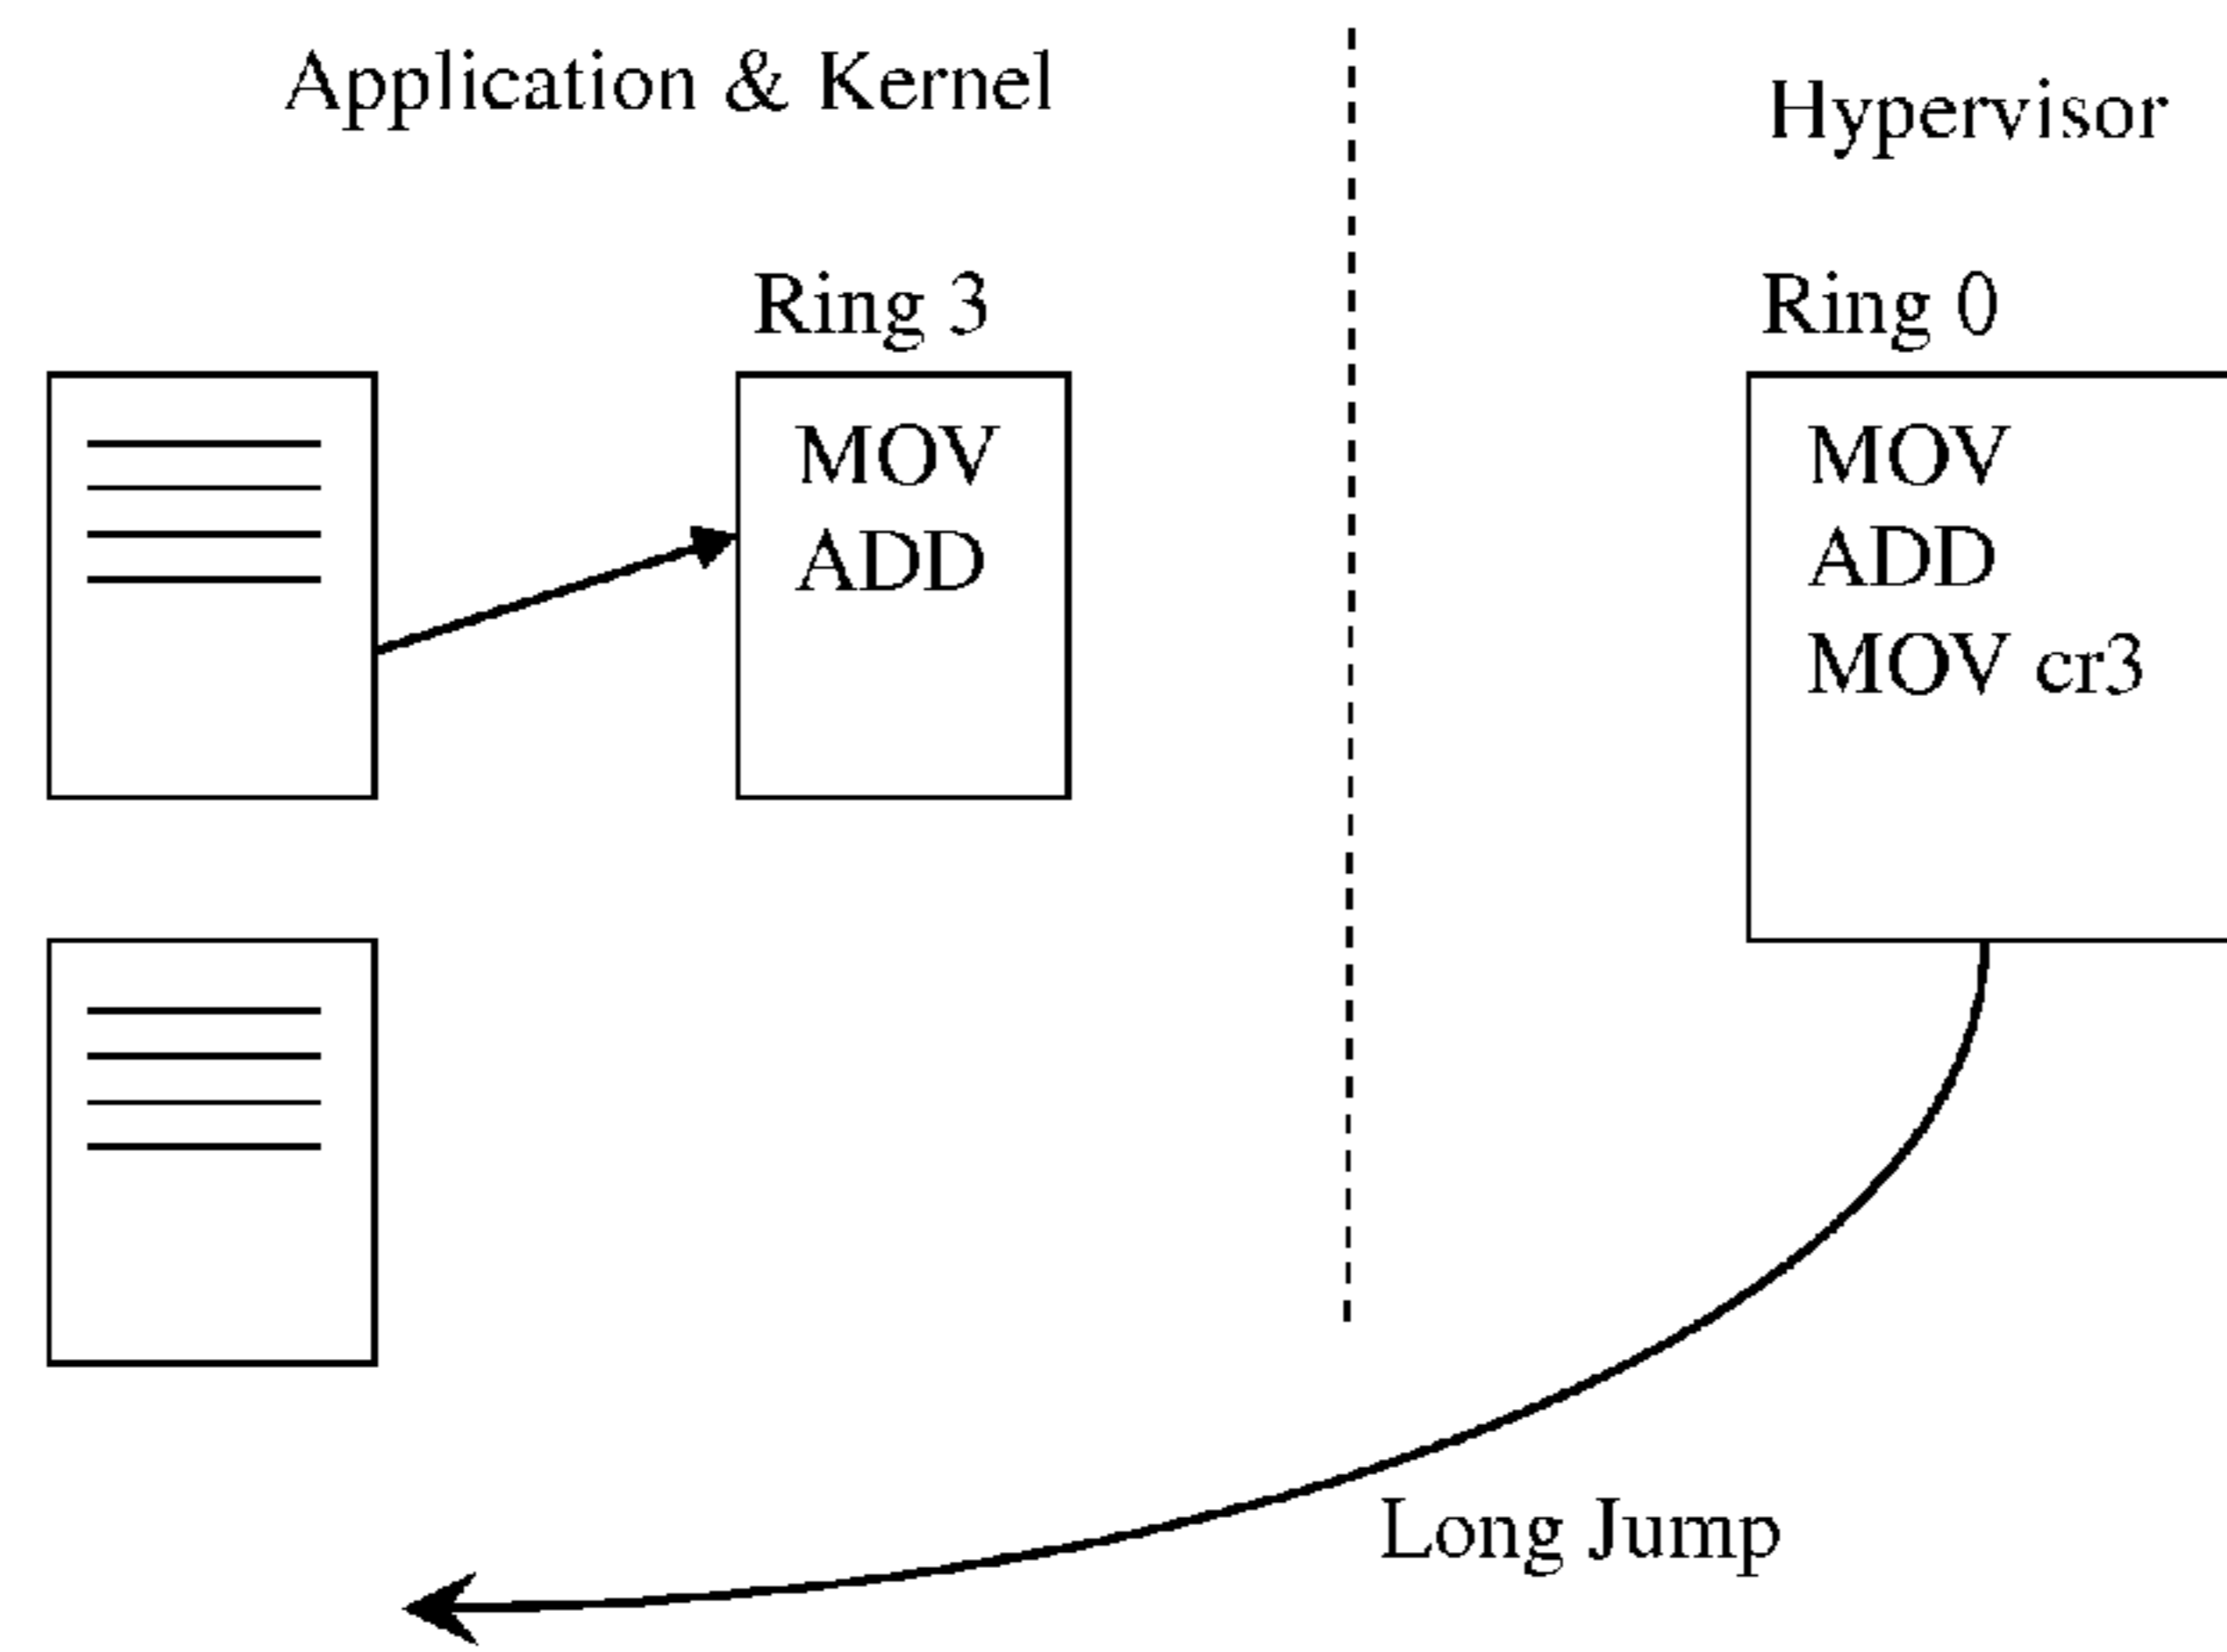 Application & Kernel
Hypervisor
Ring 3
Ring 0
MOV
ADD
MOV
ADD
MOV cr3
Long Jump